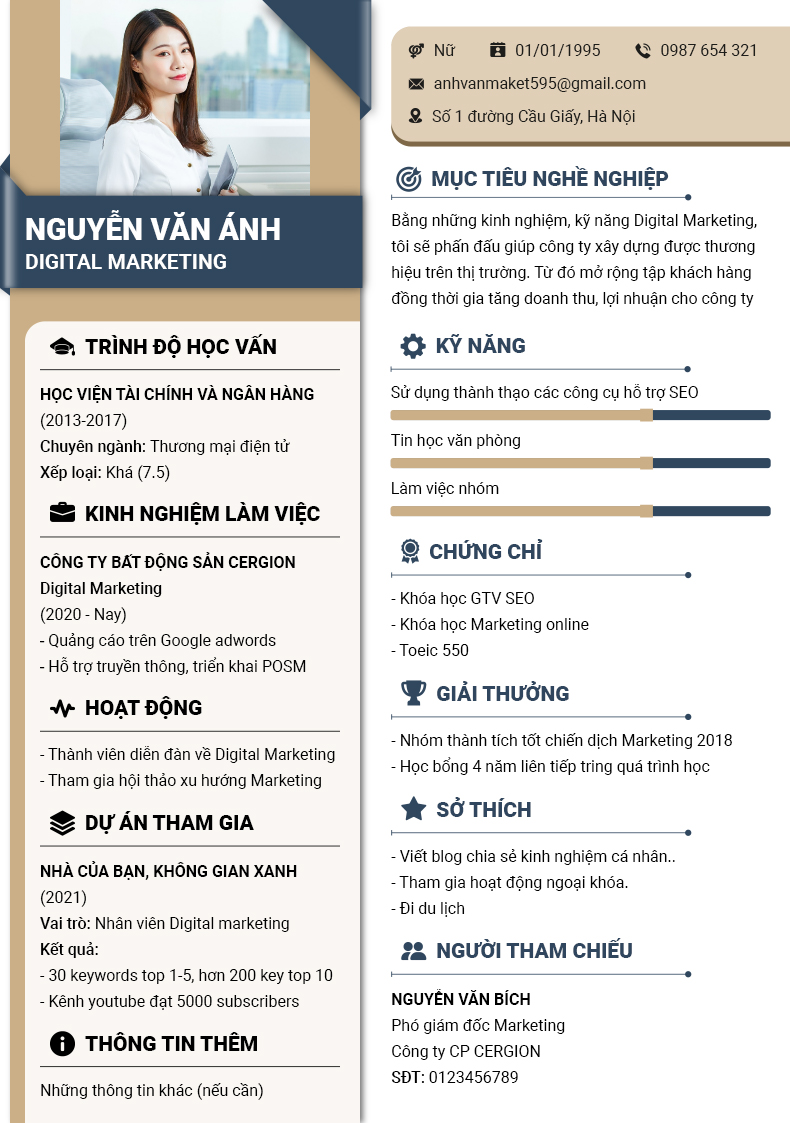 NGUYỄN VĂN ÁNH
DIGITAL MARKETING
TRÌNH ĐỘ HỌC VẤN
HỌC VIỆN TÀI CHÍNH VÀ NGÂN HÀNG
(2013-2017)
Chuyên ngành: Thương mại điện tử
Xếp loại: Khá (7.5)
KINH NGHIỆM LÀM VIỆC
CÔNG TY BẤT ĐỘNG SẢN CERGION
Digital Marketing
(2020 - Nay)
- Quảng cáo trên Google adwords
- Hỗ trợ truyền thông, triển khai POSM
HOẠT ĐỘNG
- Thành viên diễn đàn về Digital Marketing
- Tham gia hội thảo xu hướng Marketing
DỰ ÁN THAM GIA
NHÀ CỦA BẠN, KHÔNG GIAN XANH
(2021)
Vai trò: Nhân viên Digital marketing
Kết quả:
- 30 keywords top 1-5, hơn 200 key top 10
- Kênh youtube đạt 5000 subscribers
THÔNG TIN THÊM
Những thông tin khác (nếu cần)
Nữ 01/01/1995 0987 654 321
anhvanmaket595@gmail.com
Số 1 đường Cầu Giấy, Hà Nội
MỤC TIÊU NGHỀ NGHIỆP
Bằng những kinh nghiệm, kỹ năng Digital Marketing,
tôi sẽ phấn đấu giúp công ty xây dựng được thương
hiệu trên thị trường. Từ đó mở rộng tập khách hàng
đồng thời gia tăng doanh thu, lợi nhuận cho công ty
KỸ NĂNG
Sử dụng thành thạo các công cụ hỗ trợ SEO
Tin học văn phòng
Làm việc nhóm
CHỨNG CHỈ
- Khóa học GTV SEO
- Khóa học Marketing online
- Toeic 550
GIẢI THƯỞNG
- Nhóm thành tích tốt chiến dịch Marketing 2018
- Học bổng 4 năm liên tiếp tring quá trình học
SỞ THÍCH
- Viết blog chia sẻ kinh nghiệm cá nhân..
- Tham gia hoạt động ngoại khóa.
- Đi du lịch
NGƯỜI THAM CHIẾU
NGUYỄN VĂN BÍCH
Phó giám đốc Marketing
Công ty CP CERGION
SĐT: 0123456789